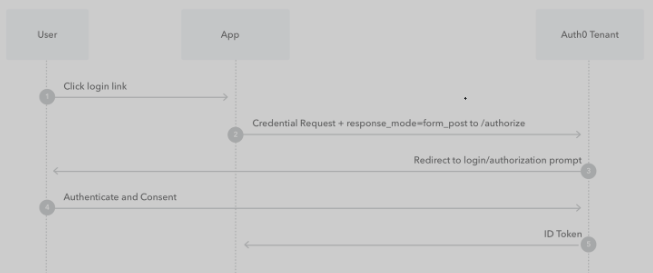 User
App
Auth0 Tenant
Click login link
1
Credential Request + response_mode=form_post to /authorize
2
Redirect to login/authorization prompt
3
Authenticate and Consent
4
ID Token
5